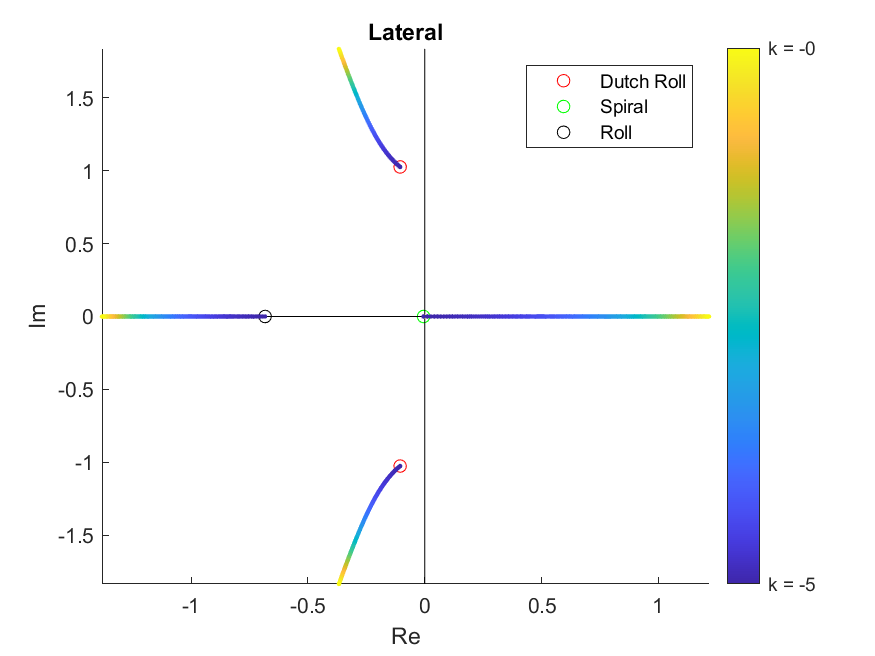 Lateral
k = -0
Dutch Roll
Spiral
Roll
1.5
1
0.5
0
-0.5
-1
-1.5
Im
-1
-0.5
0
0.5
1
Re
k = -5